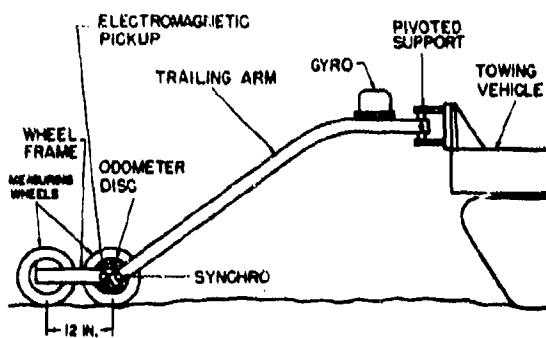 ELECTROMAGNETIC
PICKUP
PIVOTED
SUPPORT
GYRO
TOWING
VEHICLE
TRAILING ARM
WHEEL
FRAME
ODOMETER
DISC
MEASURING
WHEELS
SYNCHRO
12 IN.